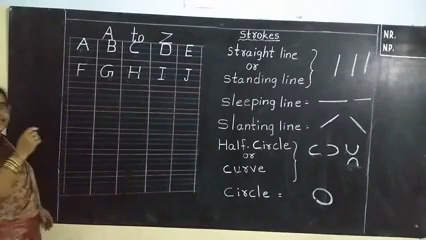 A to Z
A B C D E
F G H I J
Strokes
straight line
or
Standing line
Sleeping line =
Slanting line =
Half-Circle
or
curve
Circle =
NR.
NP.